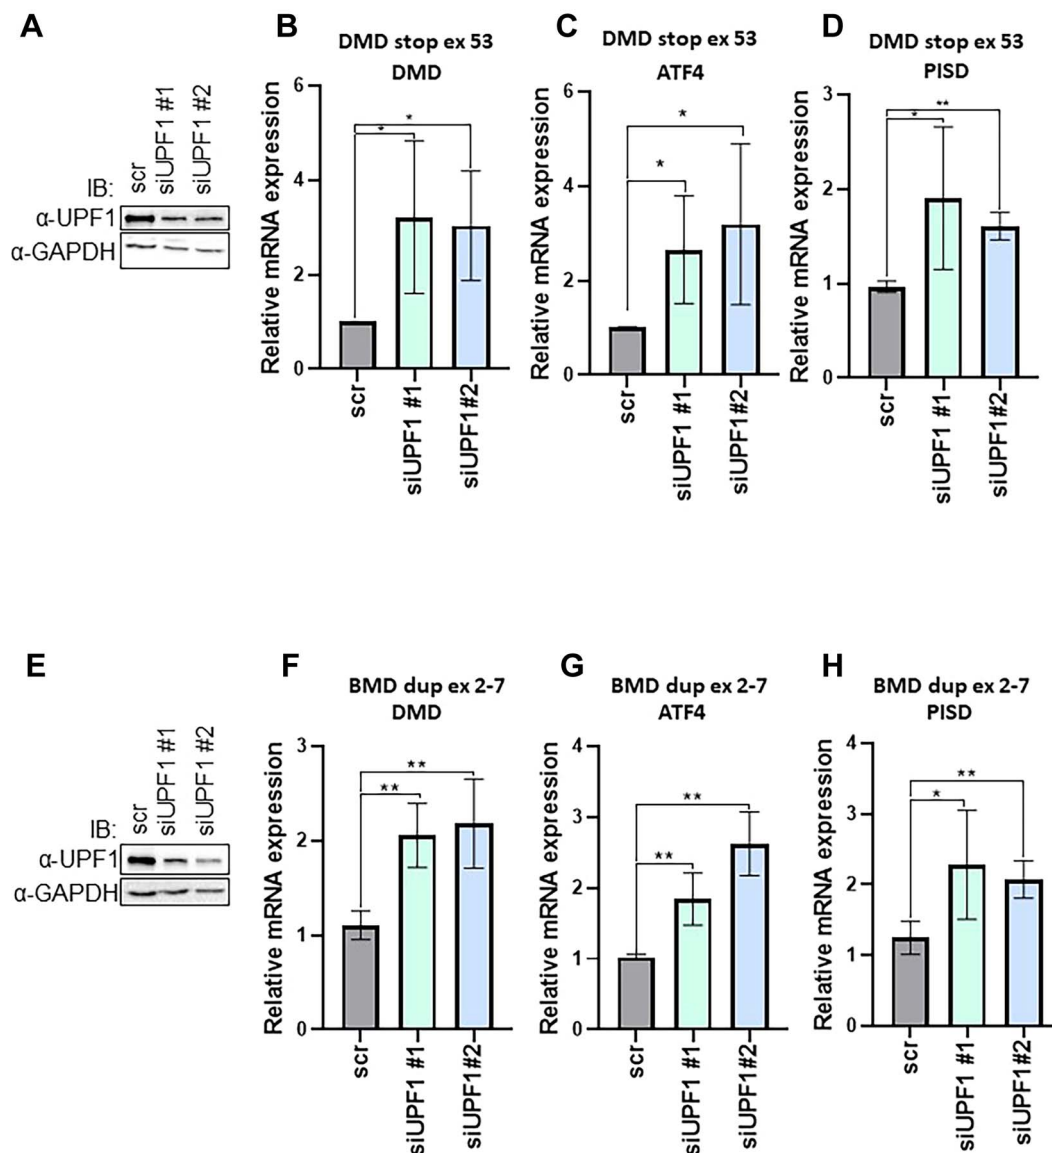 A
IB:
scr
siUPF1 #1
siUPF1 #2
α-UPF1
α-GAPDH
B
DMD stop ex 53
DMD
Relative mRNA expression
6
4
2
0
*
*
scr
siUPF1 #1
siUPF1#2
C
DMD stop ex 53
ATF4
Relative mRNA expression
6
4
2
0
*
*
scr
siUPF1 #1
siUPF1#2
D
DMD stop ex 53
PISD
Relative mRNA expression
3
2
1
0
**
*
scr
siUPF1 #1
siUPF1#2
E
IB:
scr
siUPF1 #1
siUPF1 #2
α-UPF1
α-GAPDH
F
BMD dup ex 2-7
DMD
Relative mRNA expression
3
2
1
0
**
**
scr
siUPF1 #1
siUPF1#2
G
BMD dup ex 2-7
ATF4
Relative mRNA expression
4
3
2
1
0
**
**
scr
siUPF1 #1
siUPF1#2
H
BMD dup ex 2-7
PISD
Relative mRNA expression
4
3
2
1
0
**
*
scr
siUPF1 #1
siUPF1#2